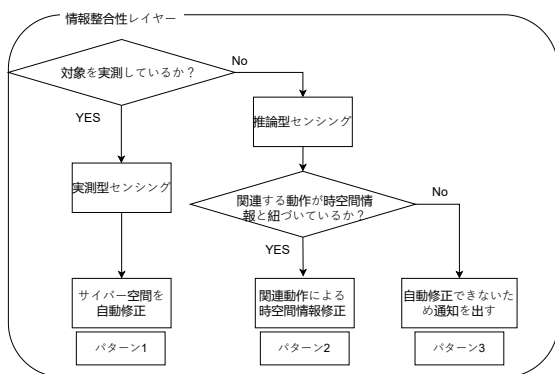 情報整合性レイヤー
対象を実測しているか？
No
YES
推論型センシング
実測型センシング
関連する動作が時空間情
報と紐づいているか？
No
YES
サイバー空間を
自動修正
関連動作による
時空間情報修正
自動修正できないた
め通知を出す
パターン1
パターン2
パターン3